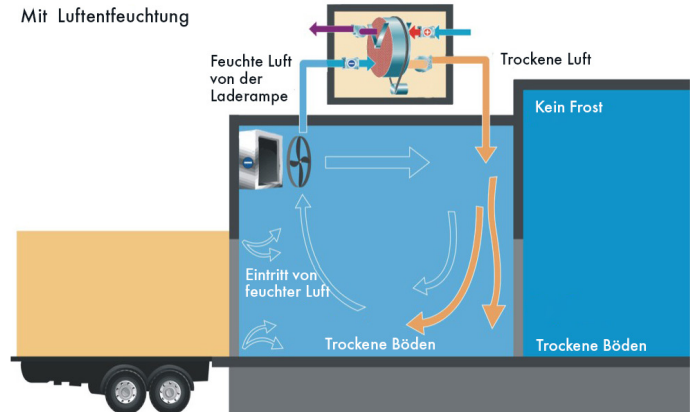 Mit Luftentfeuchtung
Feuchte Luft
von der
Laderampe
Trockene Luft
Kein Frost
Eintritt von
feuchter Luft
Trockene Böden
Trockene Böden